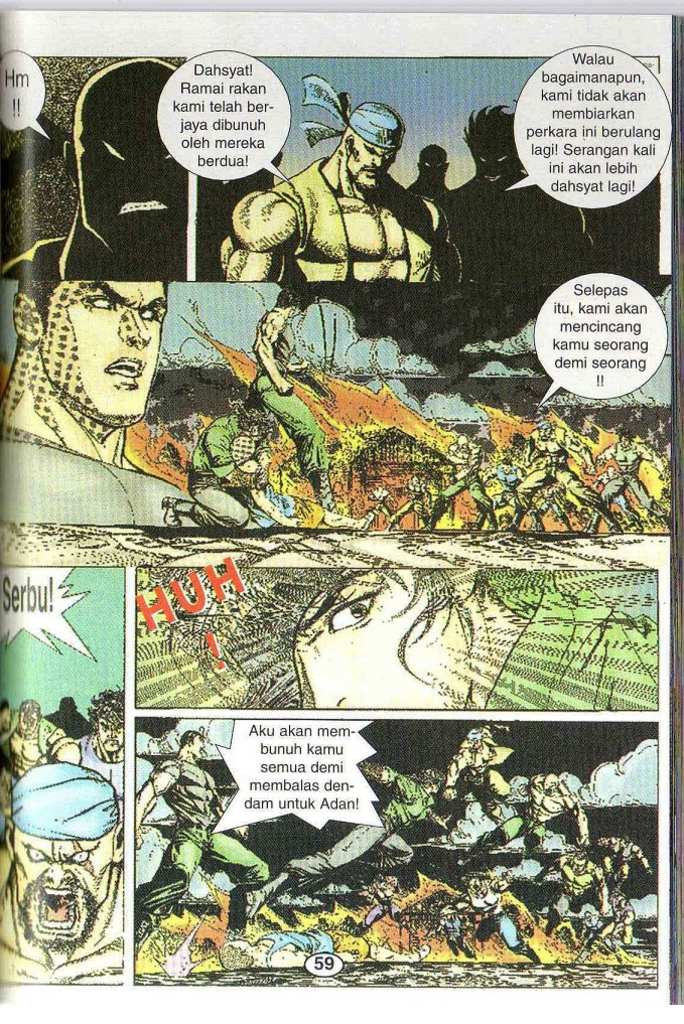 Hm
!!
Dahsyat!
Ramai rakan
kami telah ber-
jaya dibunuh
oleh mereka
berdua!
Walau
bagaimanapun,
kami tidak akan
membiarkan
perkara ini berulang
lagi! Serangan kali
ini akan lebih
dahsyat lagi!
Selepas
itu, kami akan
mencincang
kamu seorang
demi seorang
!!
Serbu!
HUH
!
Aku akan mem-
bunuh kamu
semua demi
membalas den-
dam untuk Adan!
59